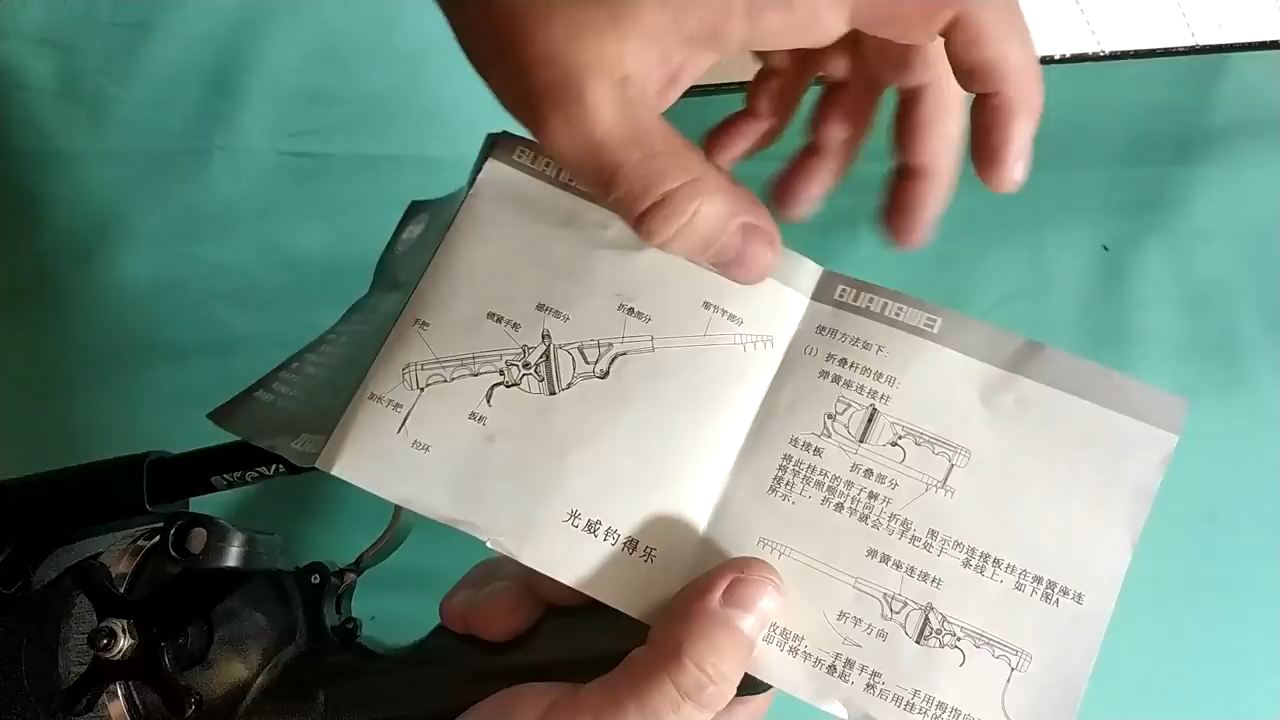 GUANGWEI
摇杆部分
折叠部分
缩节竿部分
锁紧手轮
手把
加长手把
扳机
拉环
光威钓得乐
GUANGWEI
使用方法如下:
(1) 折叠杆的使用:
弹簧座连接柱
连接板
折叠部分
将此挂环的带子解开
将竿按照顺时针向上折起，图示的连接板挂在弹簧座连
接柱上，折叠竿就会与手把处于一条线上，如下图A
所示。
弹簧座连接柱
折竿方向
收起时，一手握手把，一手用拇指向
即可将竿折叠起，然后用挂环的